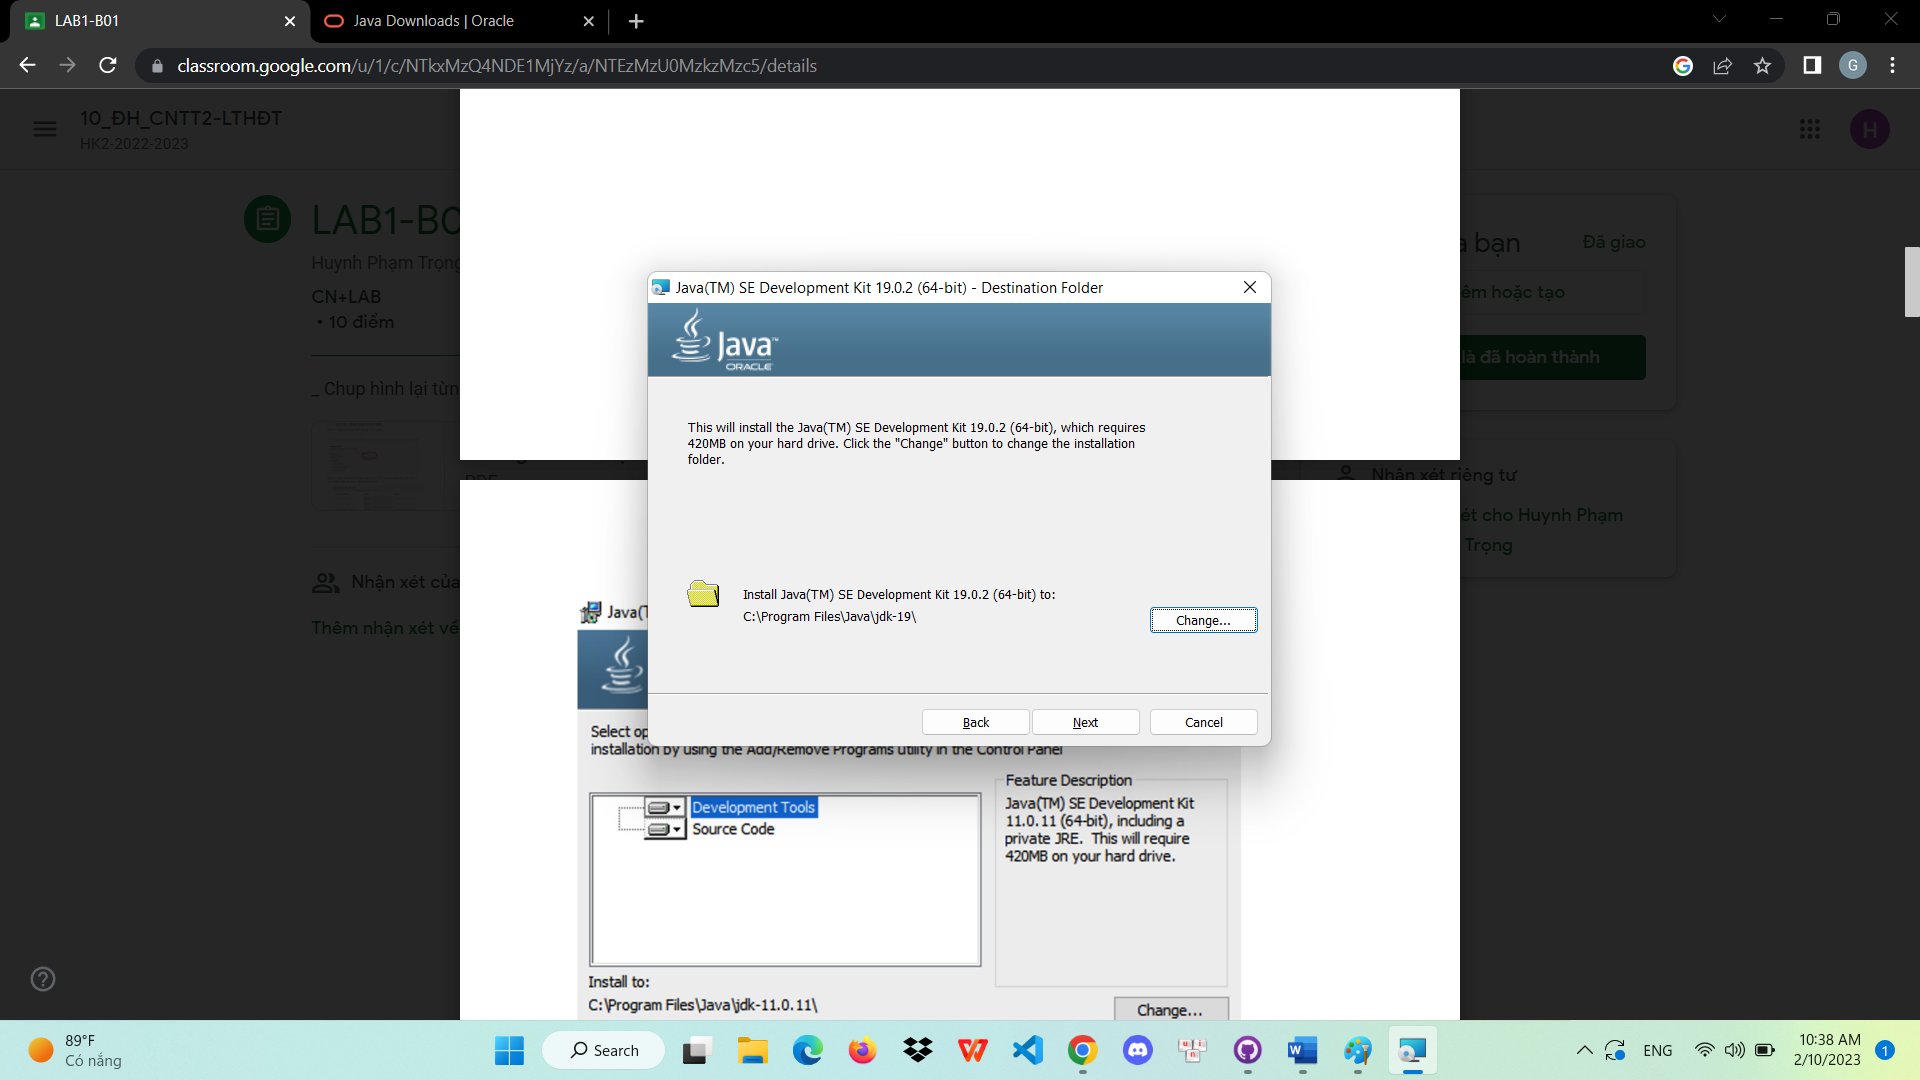 LAB1-B01
Java Downloads | Oracle
classroom.google.com/u/1/c/NTkxMzQ4NDE1MjYz/a/NTEzMzU0MzkzMzc5/details
G
10_ĐH_CNTT2-LTHĐT
HK2-2022-2023
H
LAB1-B0
Huynh Phạm Trọng
CN+LAB
• 10 điểm
_ Chụp hình lại từn
Nhận xét của
Thêm nhận xét về
a bạn
Đã giao
êm hoặc tạo
là đã hoàn thành
Nhận xét riêng tư
ét cho Huynh Phạm
Trọng
Java(TM) SE Development Kit 19.0.2 (64-bit) - Destination Folder
Java™
ORACLE
This will install the Java(TM) SE Development Kit 19.0.2 (64-bit), which requires
420MB on your hard drive. Click the "Change" button to change the installation
folder.
Install Java(TM) SE Development Kit 19.0.2 (64-bit) to:
C:\Program Files\Java\jdk-19\
Change...
Back
Next
Cancel
Java(T
Select op
installation by using the Add/Remove Programs utility in the Control Panel
Development Tools
Source Code
Feature Description
Java(TM) SE Development Kit
11.0.11 (64-bit), including a
private JRE. This will require
420MB on your hard drive.
Install to:
C:\Program Files\Java\jdk-11.0.11\
Change...
89°F
Có nắng
Search
ENG
10:38 AM
2/10/2023
1